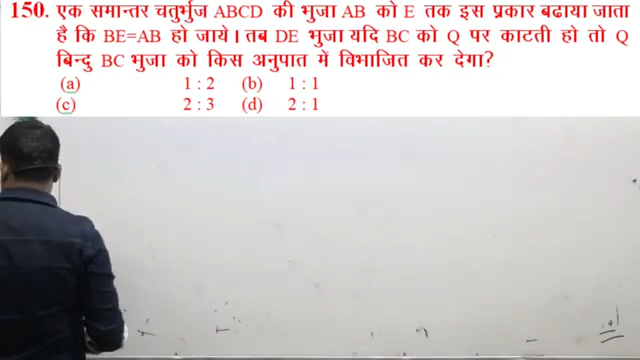 150. एक समान्तर चतुर्भुज ABCD की भुजा AB को E तक इस प्रकार बढाया जाता
है कि BE=AB हो जाये। तब DE भुजा यदि BC को Q पर काटती हो तो Q
बिन्दु BC भुजा को किस अनुपात में विभाजित कर देगा?
(a) 1 : 2 (b) 1 : 1
(c) 2 : 3 (d) 2 : 1